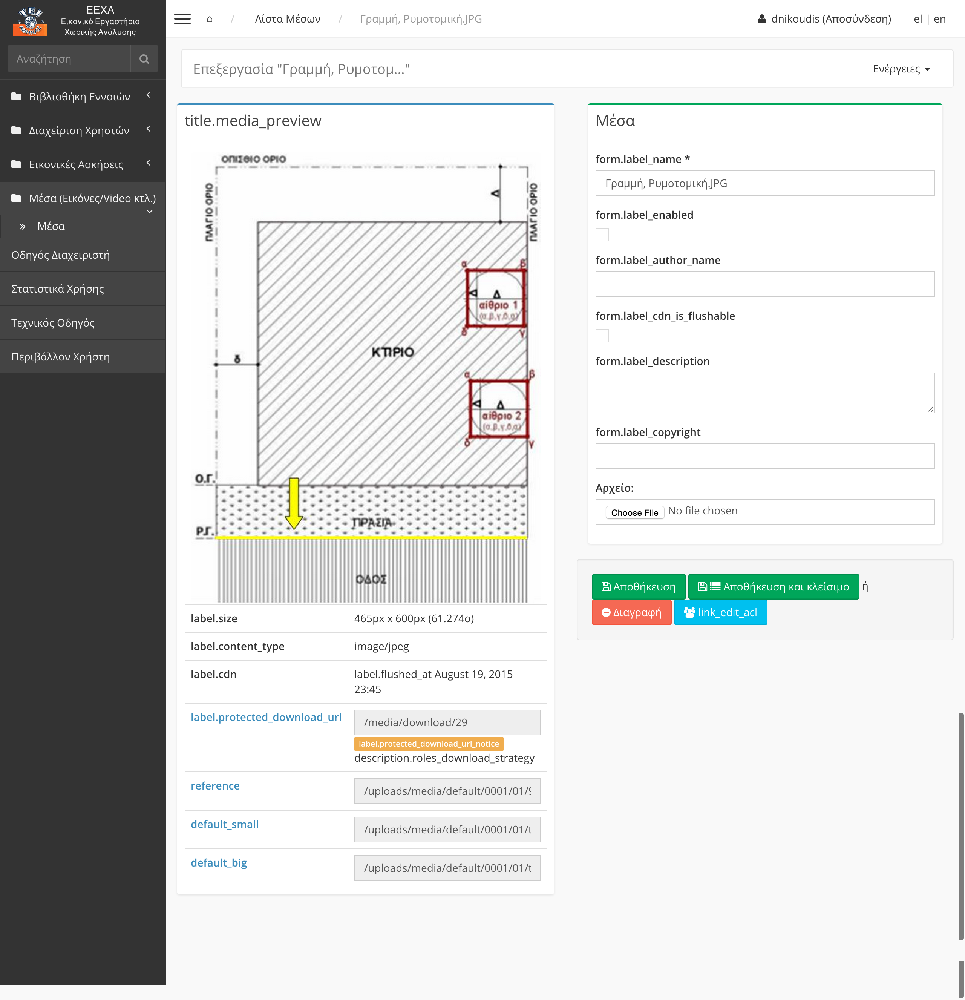 ΕΕΧΑ
Εικονικό Εργαστήριο
Χωρικής Ανάλυσης
Αναζήτηση
Βιβλιοθήκη Εννοιών
Διαχείριση Χρηστών
Εικονικές Ασκήσεις
Μέσα (Εικόνες/Video κτλ.)
Μέσα
Οδηγός Διαχειριστή
Στατιστικά Χρήσης
Τεχνικός Οδηγός
Περιβάλλον Χρήστη
/ Λίστα Μέσων / Γραμμή, Ρυμοτομική.JPG
dnikoudis (Αποσύνδεση) el | en
Επεξεργασία "Γραμμή, Ρυμοτομ..."
Ενέργειες
title.media_preview
ΟΠΙΣΘΙΟ ΟΡΙΟ
ΠΛΑΓΙΟ ΟΡΙΟ
ΠΛΑΓΙΟ ΟΡΙΟ
Δ
α β
Δ Δ
αίθριο 1
(α,β,γ,δ,α)
δ γ
ΚΤΙΡΙΟ
δ
α β
Δ Δ
αίθριο 2
(α,β,γ,δ,α)
δ γ
Ο.Γ.
ΠΡΑΣΙΑ
Ρ.Γ.
ΟΔΟΣ
label.size 465px x 600px (61.274o)
label.content_type image/jpeg
label.cdn label.flushed_at August 19, 2015
23:45
label.protected_download_url /media/download/29
label.protected_download_url_notice
description.roles_download_strategy
reference /uploads/media/default/0001/01/9
default_small /uploads/media/default/0001/01/t
default_big /uploads/media/default/0001/01/t
Μέσα
form.label_name *
Γραμμή, Ρυμοτομική.JPG
form.label_enabled
form.label_author_name
form.label_cdn_is_flushable
form.label_description
form.label_copyright
Αρχείο:
Choose File No file chosen
Αποθήκευση Αποθήκευση και κλείσιμο ή
Διαγραφή link_edit_acl